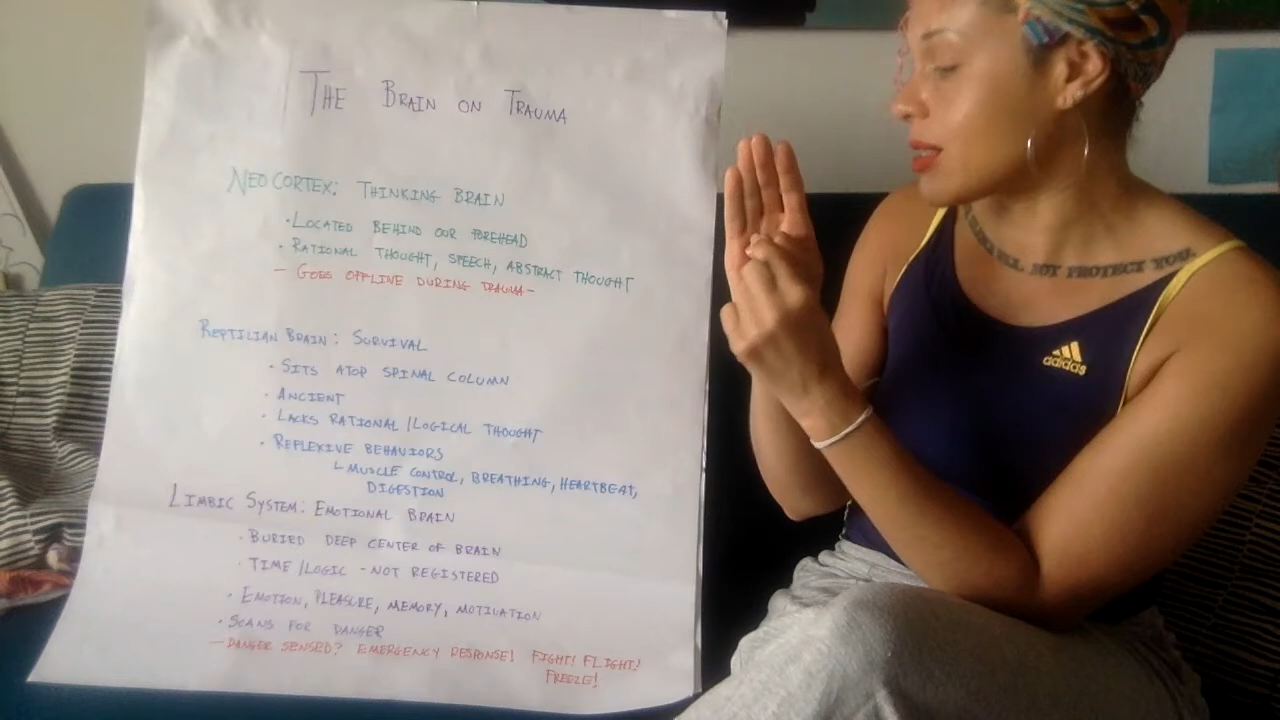 THE BRAIN ON TRAUMA
NEOCORTEX: THINKING BRAIN
• LOCATED BEHIND OUR FOREHEAD
• RATIONAL THOUGHT, SPEECH, ABSTRACT THOUGHT
- GOES OFFLINE DURING TRAUMA-
REPTILIAN BRAIN: SURVIVAL
• SITS ATOP SPINAL COLUMN
• ANCIENT
• LACKS RATIONAL/LOGICAL THOUGHT
• REFLEXIVE BEHAVIORS
└ MUSCLE CONTROL, BREATHING, HEARTBEAT,
DIGESTION
LIMBIC SYSTEM: EMOTIONAL BRAIN
• BURIED DEEP CENTER OF BRAIN
• TIME/LOGIC - NOT REGISTERED
• EMOTION, PLEASURE, MEMORY, MOTIVATION
• SCANS FOR DANGER
- DANGER SENSED? EMERGENCY RESPONSE! FIGHT! FLIGHT!
FREEZE!
NOT PROTECT YOU.
adidas